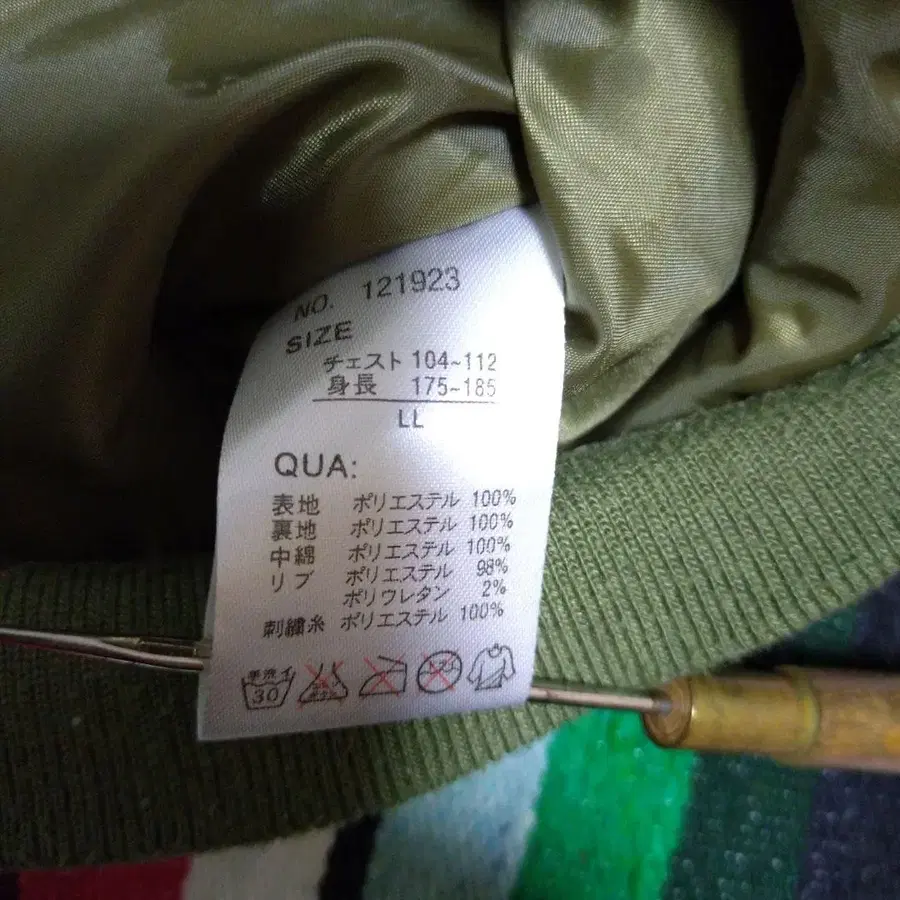 NO. 121923
SIZE
チェスト 104~112
身長 175~185
LL
QUA:
表地 ポリエステル 100%
裏地 ポリエステル 100%
中綿 ポリエステル 100%
リブ ポリエステル 98%
ポリウレタン 2%
刺繍糸 ポリエステル 100%
手洗イ
30